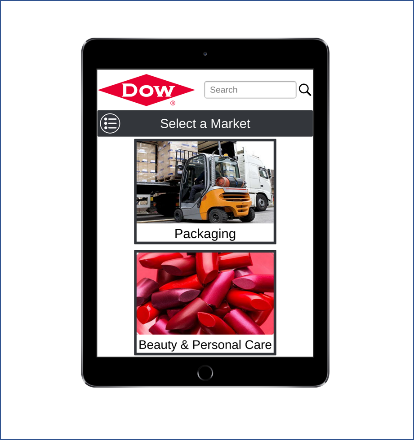 Dow
®
Search
Select a Market
Packaging
Beauty & Personal Care